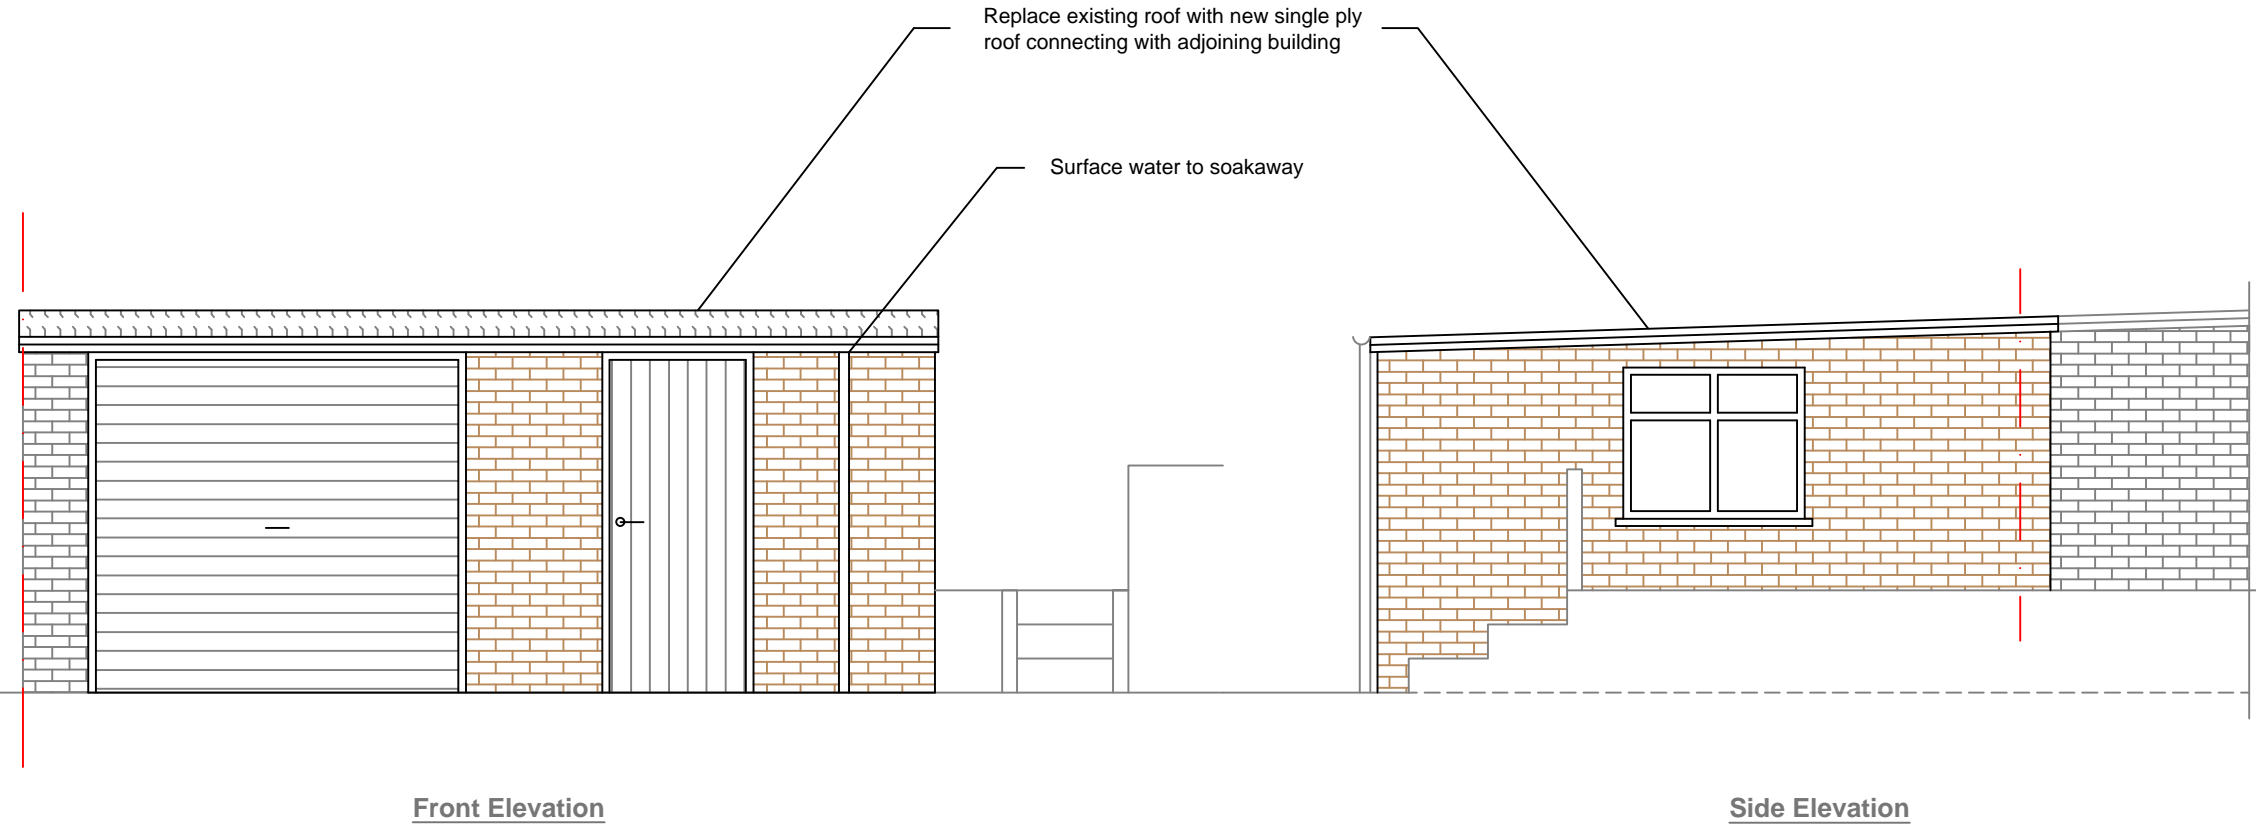 Replace existing roof with new single ply
roof connecting with adjoining building
Surface water to soakaway
Front Elevation
Side Elevation